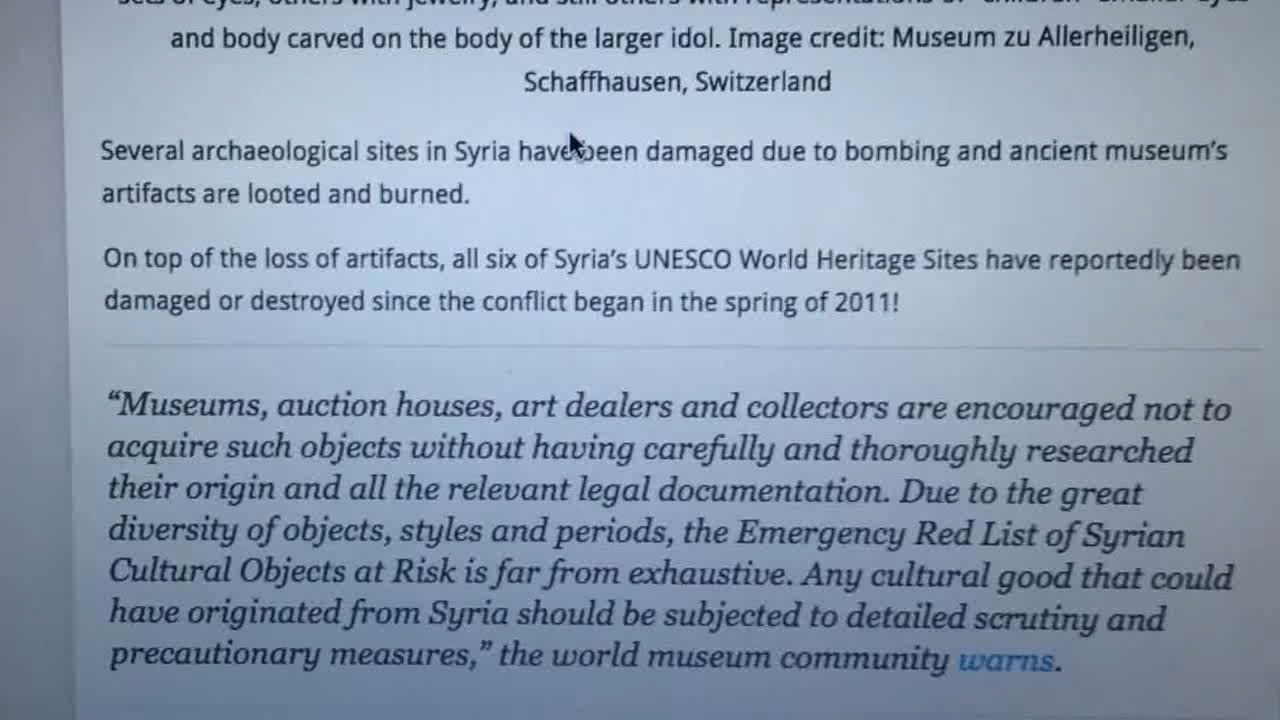 and body carved on the body of the larger idol. Image credit: Museum zu Allerheiligen,
Schaffhausen, Switzerland
Several archaeological sites in Syria have been damaged due to bombing and ancient museum's
artifacts are looted and burned.
On top of the loss of artifacts, all six of Syria's UNESCO World Heritage Sites have reportedly been
damaged or destroyed since the conflict began in the spring of 2011!
“Museums, auction houses, art dealers and collectors are encouraged not to
acquire such objects without having carefully and thoroughly researched
their origin and all the relevant legal documentation. Due to the great
diversity of objects, styles and periods, the Emergency Red List of Syrian
Cultural Objects at Risk is far from exhaustive. Any cultural good that could
have originated from Syria should be subjected to detailed scrutiny and
precautionary measures,” the world museum community warns.